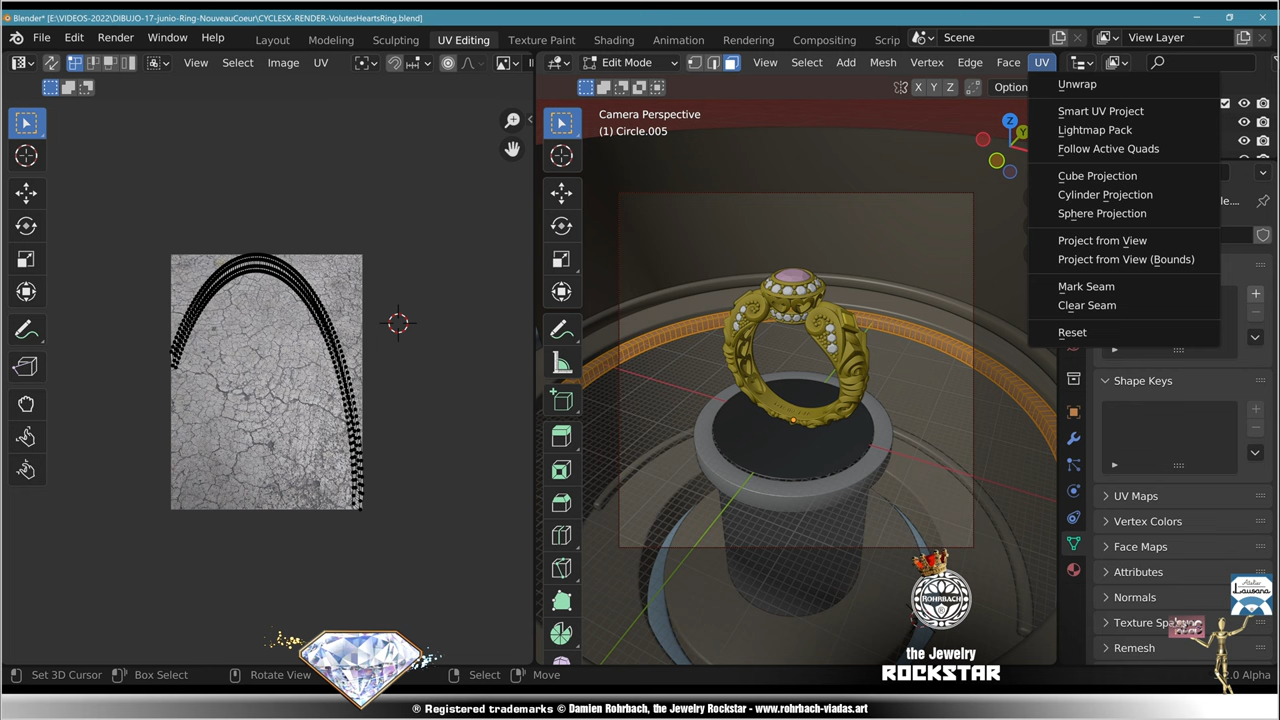 Blender* [E:\VIDEOS-2022\DIBUJO-17-junio-Ring-NouveauCoeur\CYCLESX-RENDER-VolutesHeartsRing.blend]
File Edit Render Window Help Layout Modeling Sculpting UV Editing Texture Paint Shading Animation Rendering Compositing Scrip Scene View Layer
View Select Image UV Edit Mode View Select Add Mesh Vertex Edge Face UV
X Y Z Option
Camera Perspective
(1) Circle.005
Z
Y
Unwrap
Smart UV Project
Lightmap Pack
Follow Active Quads
Cube Projection
Cylinder Projection
Sphere Projection
Project from View
Project from View (Bounds)
Mark Seam
Clear Seam
Reset
le...
Shape Keys
UV Maps
Vertex Colors
Face Maps
Attributes
Normals
Texture Space
Remesh
Atelier
Lausana
ROHRBACH
the Jewelry
ROCKSTAR
Set 3D Cursor Box Select Rotate View Select Move .0 Alpha
® Registered trademarks © Damien Rohrbach, the Jewelry Rockstar - www.rohrbach-viadas.art